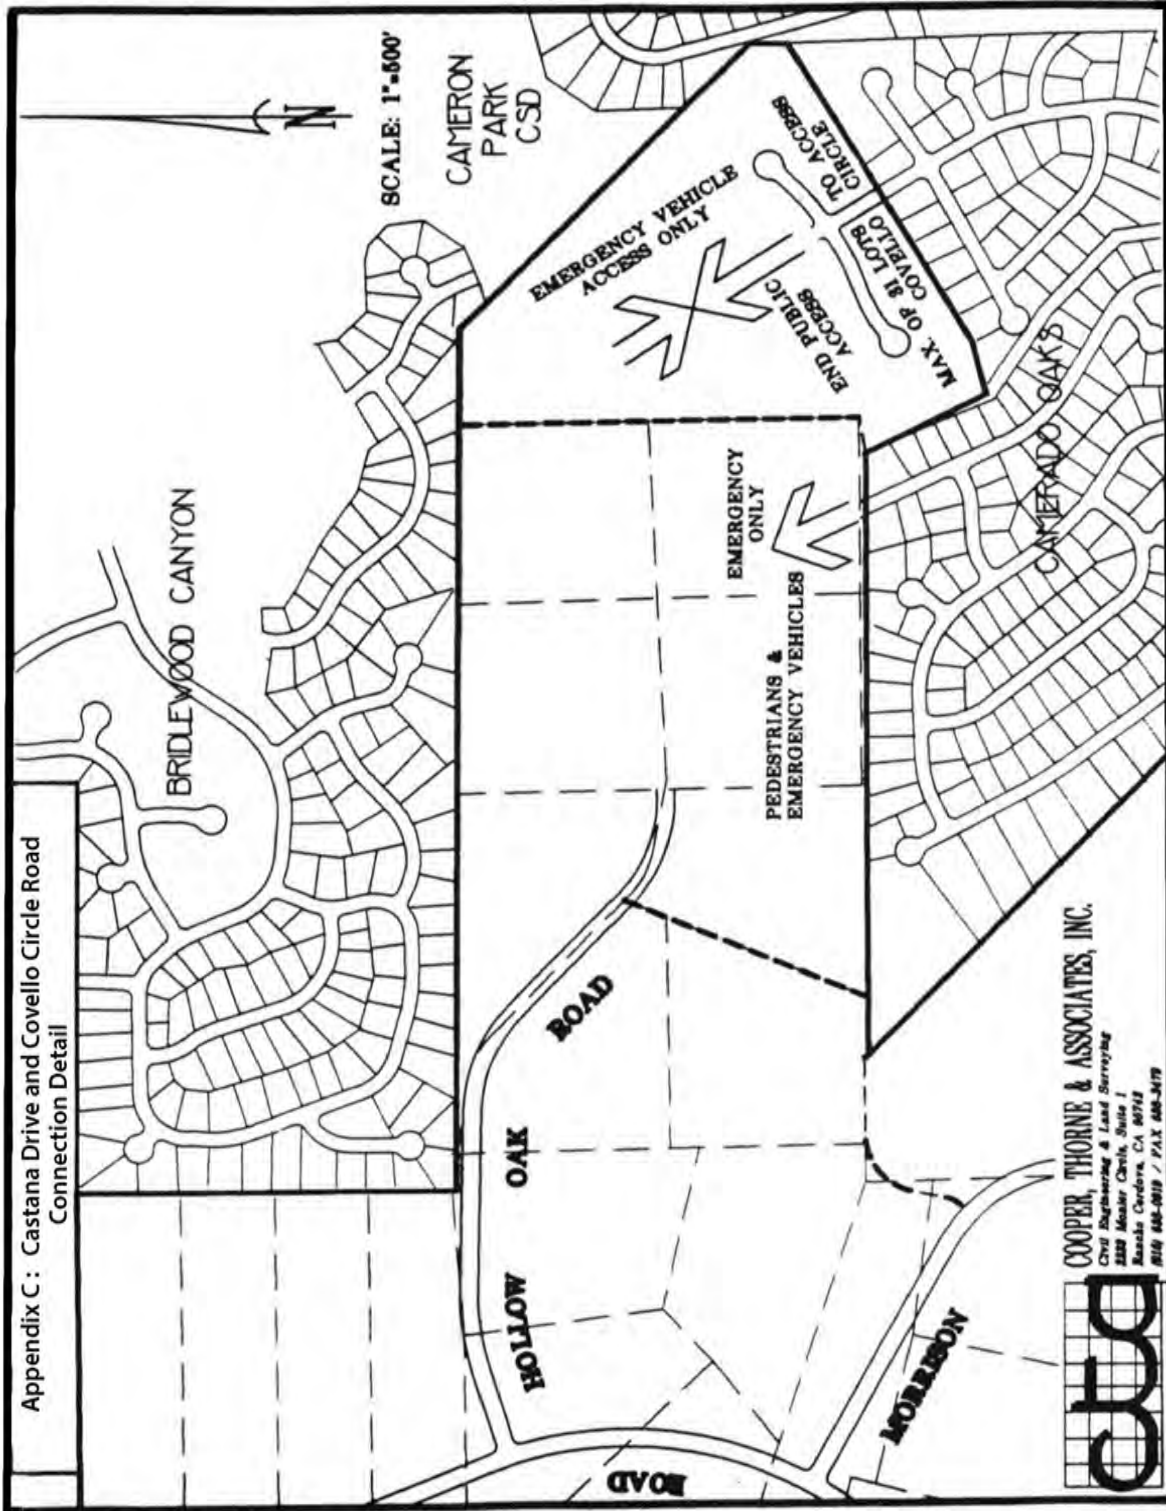 Appendix C : Castana Drive and Covello Circle Road
Connection Detail
N
SCALE: 1"=500'
CAMERON
PARK
CSD
BRIDLEWOOD CANYON
EMERGENCY VEHICLE
ACCESS ONLY
END PUBLIC
ACCESS
MAX. OF 31 LOTS
TO ACCESS
COVELLO
CIRCLE
EMERGENCY
ONLY
PEDESTRIANS &
EMERGENCY VEHICLES
CAMERADO OAKS
HOLLOW OAK ROAD
ROAD
MORRISON
cta
COOPER, THORNE & ASSOCIATES, INC.
Civil Engineering & Land Surveying
Rancho Cordova, CA